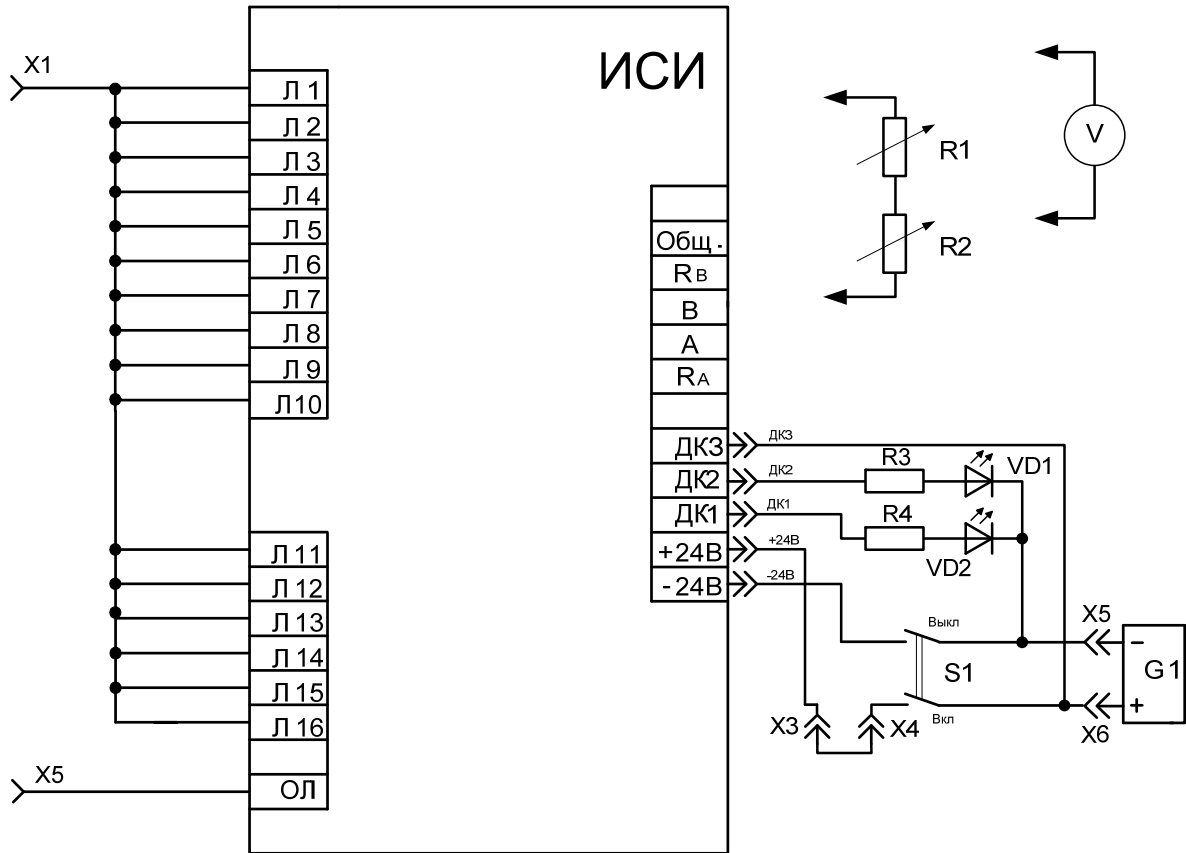 ИСИ
X1
Л 1
Л 2
Л 3
Л 4
Л 5
Л 6
Л 7
Л 8
Л 9
Л10
Л 11
Л 12
Л 13
Л 14
Л 15
Л 16
X5
ОЛ
Общ.
RВ
В
А
RА
ДК3
ДК2
ДК1
+24В
-24В
R1
R2
V
ДК3
ДК2
R3
VD1
ДК1
R4
VD2
+24В
-24В
Выкл
S1
Вкл
X3
X4
X5
X6
-
+
G1